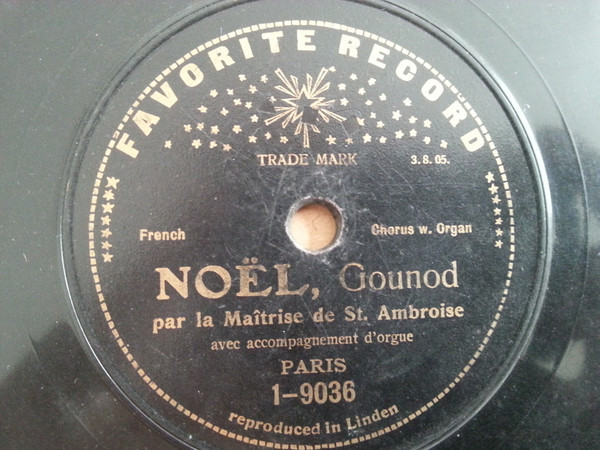 FAVORITE RECORD
TRADE MARK 3.8.05.
French Chorus w. Organ
NOËL, Gounod
par la Maîtrise de St. Ambroise
avec accompagnement d'orgue
PARIS
1-9036
reproduced in Linden